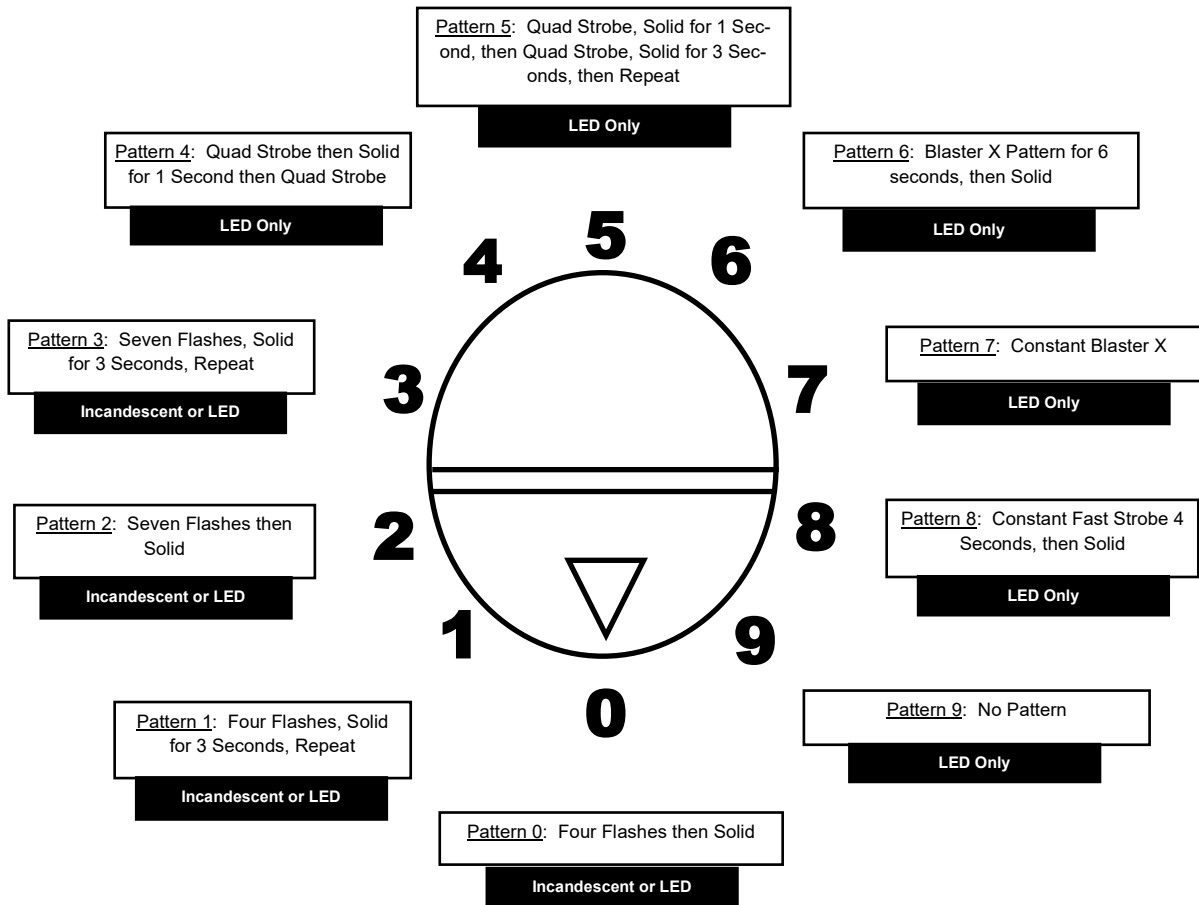 Pattern 5: Quad Strobe, Solid for 1 Sec-
ond, then Quad Strobe, Solid for 3 Sec-
onds, then Repeat
LED Only
Pattern 4: Quad Strobe then Solid
for 1 Second then Quad Strobe
LED Only
Pattern 6: Blaster X Pattern for 6
seconds, then Solid
LED Only
5
4
6
Pattern 3: Seven Flashes, Solid
for 3 Seconds, Repeat
Incandescent or LED
3
7
Pattern 7: Constant Blaster X
LED Only
Pattern 2: Seven Flashes then
Solid
Incandescent or LED
2
8
Pattern 8: Constant Fast Strobe 4
Seconds, then Solid
LED Only
1
9
0
Pattern 1: Four Flashes, Solid
for 3 Seconds, Repeat
Incandescent or LED
Pattern 9: No Pattern
LED Only
Pattern 0: Four Flashes then Solid
Incandescent or LED